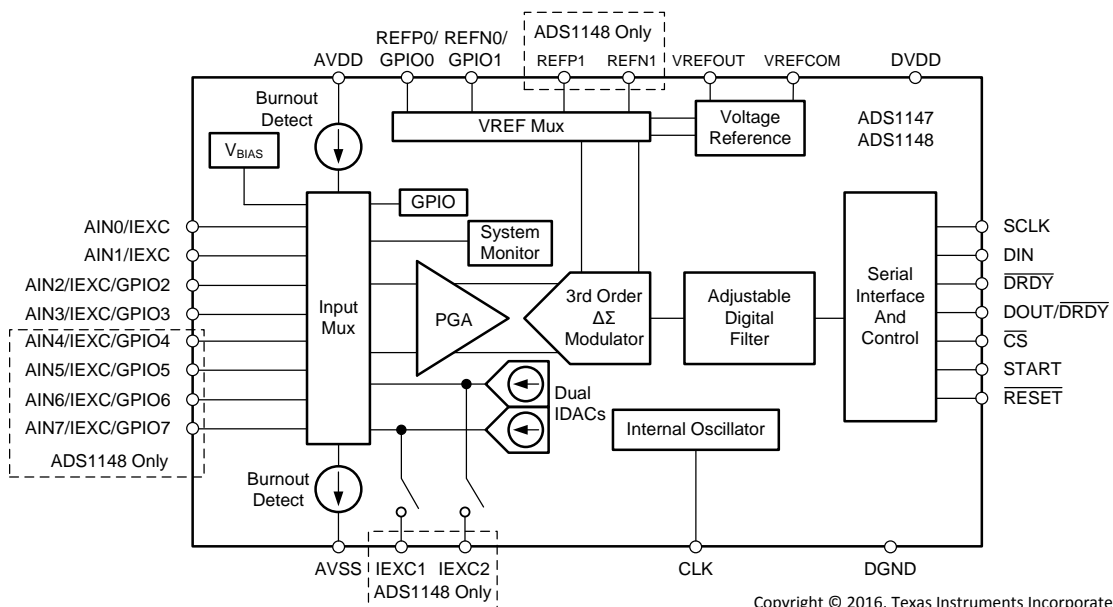 REFP0/ REFN0/ ADS1148 Only
AVDD GPIO0 GPIO1 REFP1 REFN1 VREFOUT VREFCOM DVDD
Burnout
Detect
VREF Mux
Voltage
Reference
ADS1147
ADS1148
VBIAS
GPIO
System
Monitor
AIN0/IEXC
AIN1/IEXC
AIN2/IEXC/GPIO2
AIN3/IEXC/GPIO3
AIN4/IEXC/GPIO4
AIN5/IEXC/GPIO5
AIN6/IEXC/GPIO6
AIN7/IEXC/GPIO7
ADS1148 Only
Input
Mux
PGA
3rd Order
ΔΣ
Modulator
Adjustable
Digital
Filter
Serial
Interface
And
Control
SCLK
DIN
DRDY
DOUT/DRDY
CS
START
RESET
Dual
IDACs
Internal Oscillator
Burnout
Detect
AVSS IEXC1 IEXC2 CLK DGND
ADS1148 Only
Copyright © 2016, Texas Instruments Incorporate